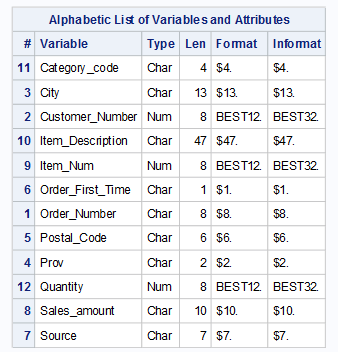 Alphabetic List of Variables and Attributes
# Variable Type Len Format Informat
11 Category_code Char 4 $4. $4.
3 City Char 13 $13. $13.
2 Customer_Number Num 8 BEST12. BEST32.
10 Item_Description Char 47 $47. $47.
9 Item_Num Num 8 BEST12. BEST32.
6 Order_First_Time Char 1 $1. $1.
1 Order_Number Char 8 $8. $8.
5 Postal_Code Char 6 $6. $6.
4 Prov Char 2 $2. $2.
12 Quantity Num 8 BEST12. BEST32.
8 Sales_amount Char 10 $10. $10.
7 Source Char 7 $7. $7.